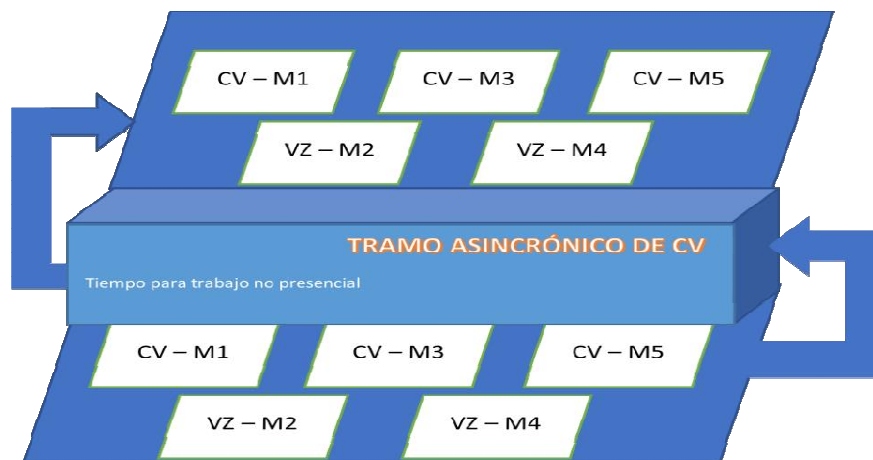 CV – M1
CV – M3
CV – M5
VZ – M2
VZ – M4
TRAMO ASINCRÓNICO DE CV
Tiempo para trabajo no presencial
CV – M1
CV – M3
CV – M5
VZ – M2
VZ – M4